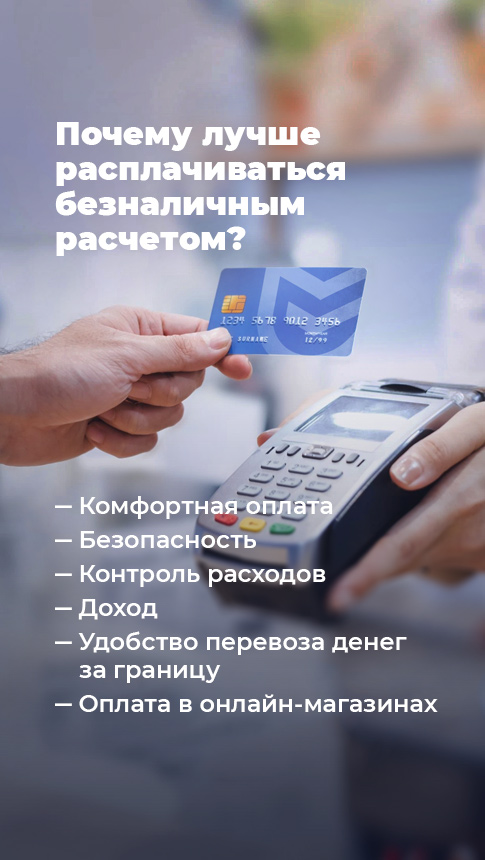 Почему лучше
расплачиваться
безналичным
расчетом?
1234 5678 9012 3456
12/99
SURNAME
— Комфортная оплата
— Безопасность
— Контроль расходов
— Доход
— Удобство перевоза денег
за границу
— Оплата в онлайн-магазинах